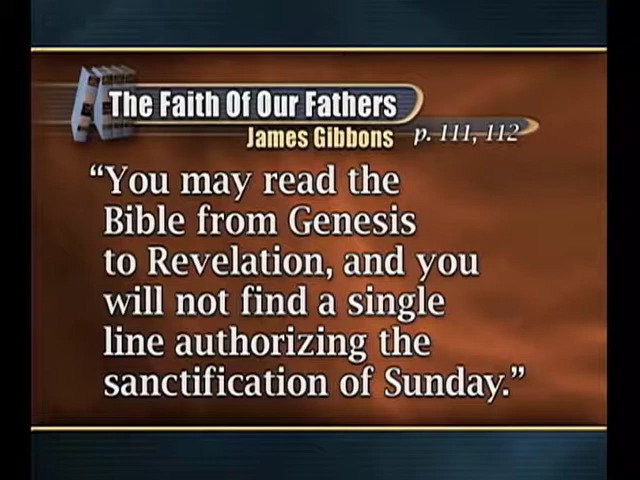 The Faith Of Our Fathers
James Gibbons p. 111, 112
“You may read the
Bible from Genesis
to Revelation, and you
will not find a single
line authorizing the
sanctification of Sunday.”